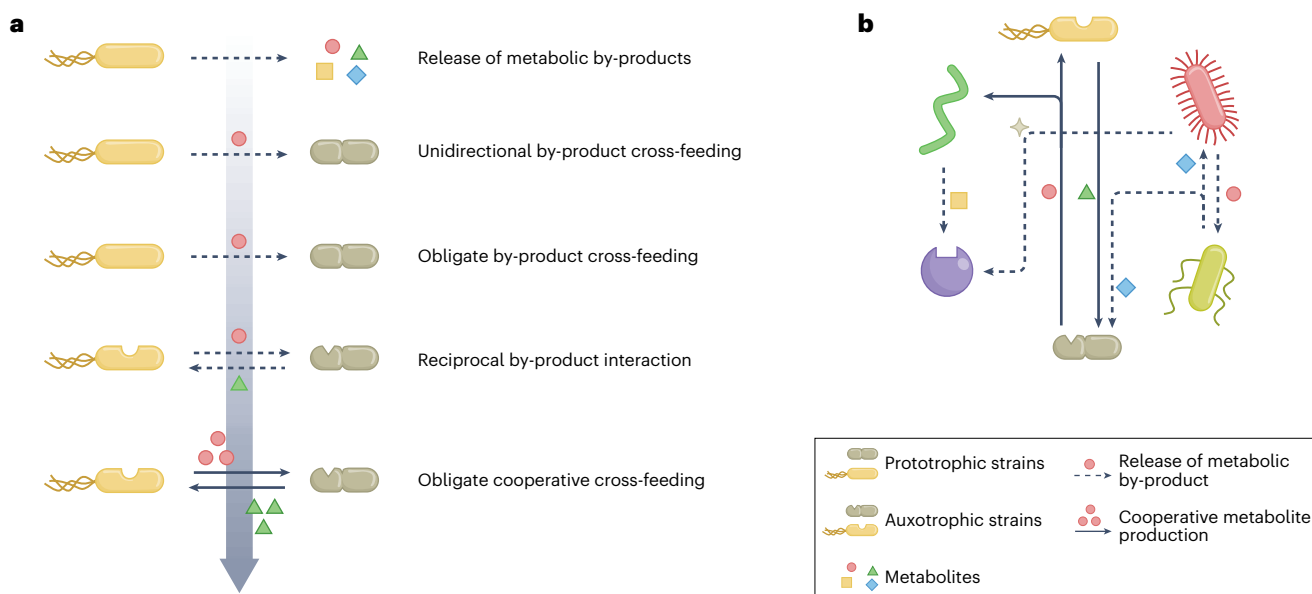 a
Release of metabolic by-products
Unidirectional by-product cross-feeding
Obligate by-product cross-feeding
Reciprocal by-product interaction
Obligate cooperative cross-feeding
b
Prototrophic strains
Auxotrophic strains
Metabolites
Release of metabolic
by-product
Cooperative metabolite
production